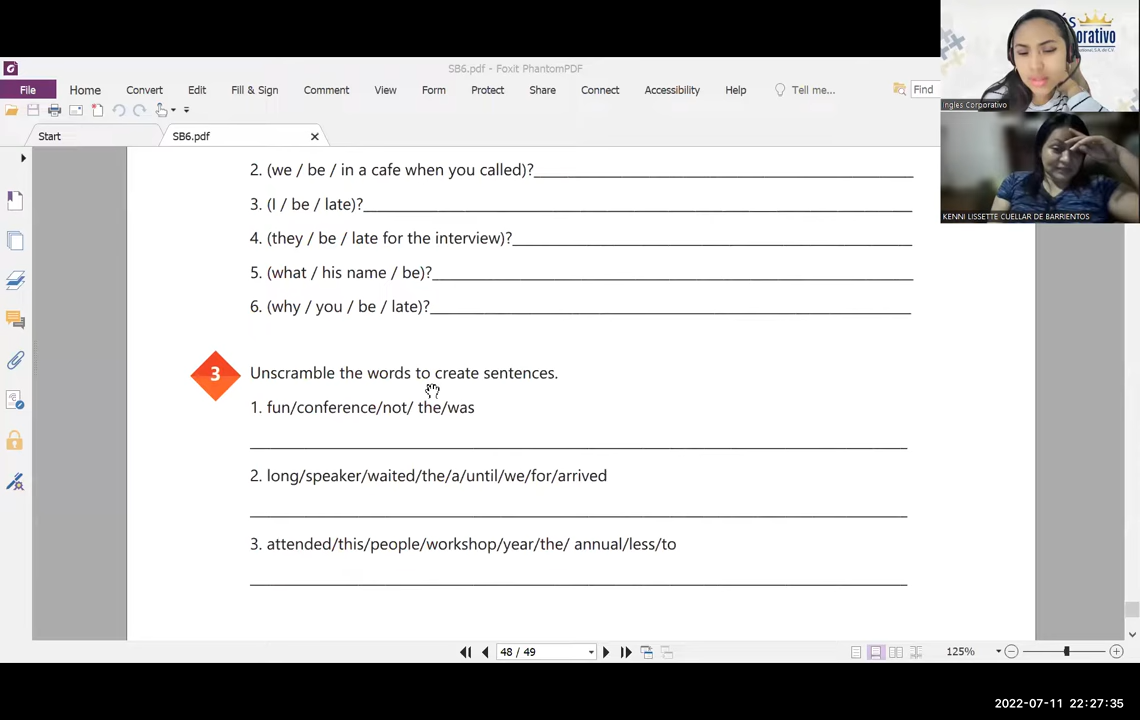 SB6.pdf - Foxit PhantomPDF
File Home Convert Edit Fill & Sign Comment View Form Protect Share Connect Accessibility Help Tell me... Find
Start SB6.pdf
2. (we / be / in a cafe when you called)?
3. (I / be / late)?
4. (they / be / late for the interview)?
5. (what / his name / be)?
6. (why / you / be / late)?
3 Unscramble the words to create sentences.
1. fun/conference/not/ the/was
2. long/speaker/waited/the/a/until/we/for/arrived
3. attended/this/people/workshop/year/the/ annual/less/to
48 / 49
125%
orativo
Ingles Corporativo
KENNI LISSETTE CUELLAR DE BARRIENTOS
2022-07-11 22:27:35